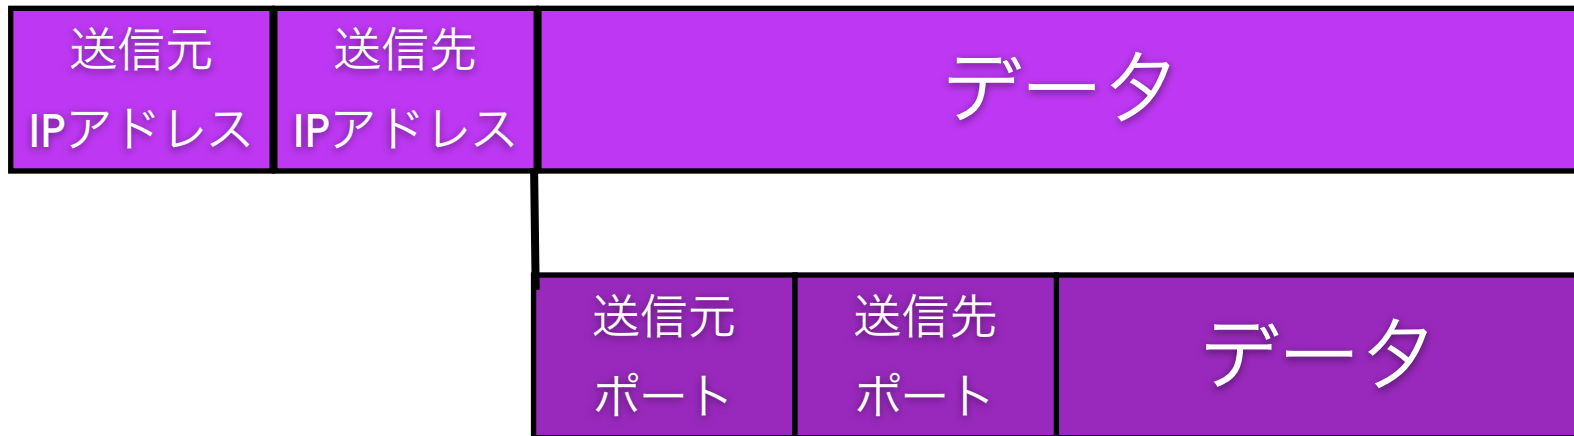 送信元
IPアドレス
送信先
IPアドレス
データ
送信元
ポート
送信先
ポート
データ